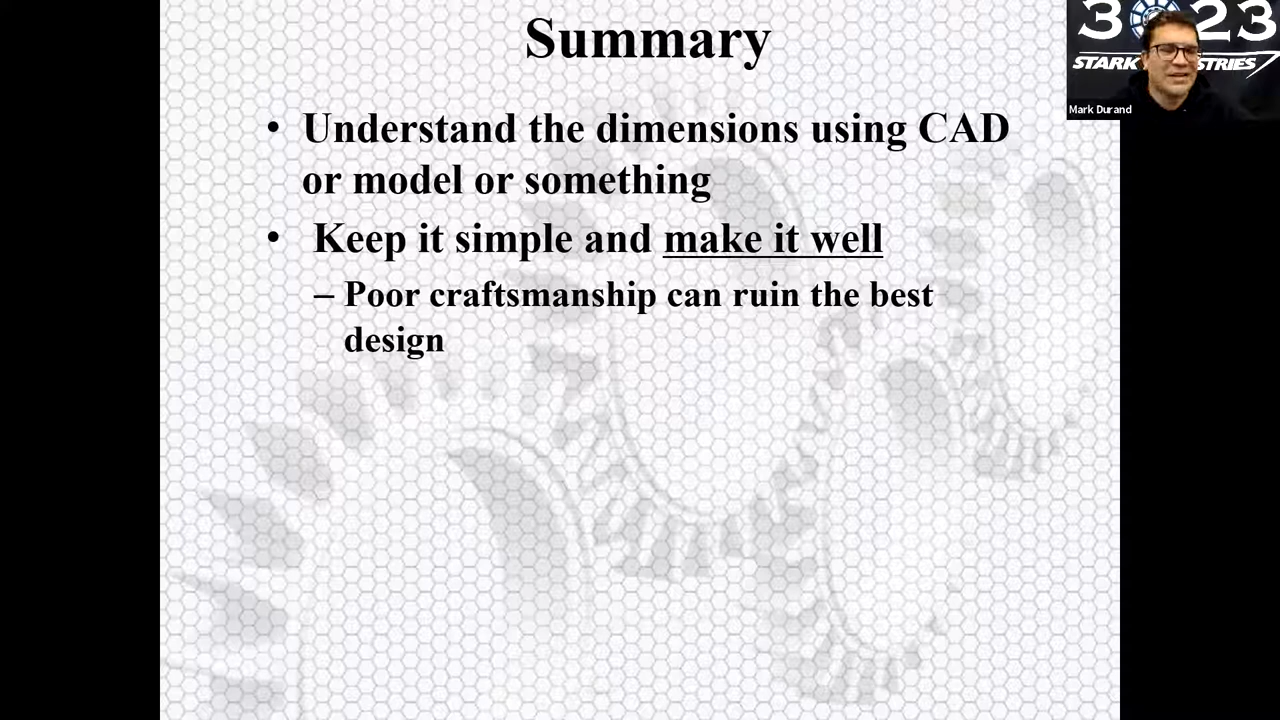 Summary
• Understand the dimensions using CAD
or model or something
• Keep it simple and make it well
– Poor craftsmanship can ruin the best
design
3 23
STARK STRIES
Mark Durand